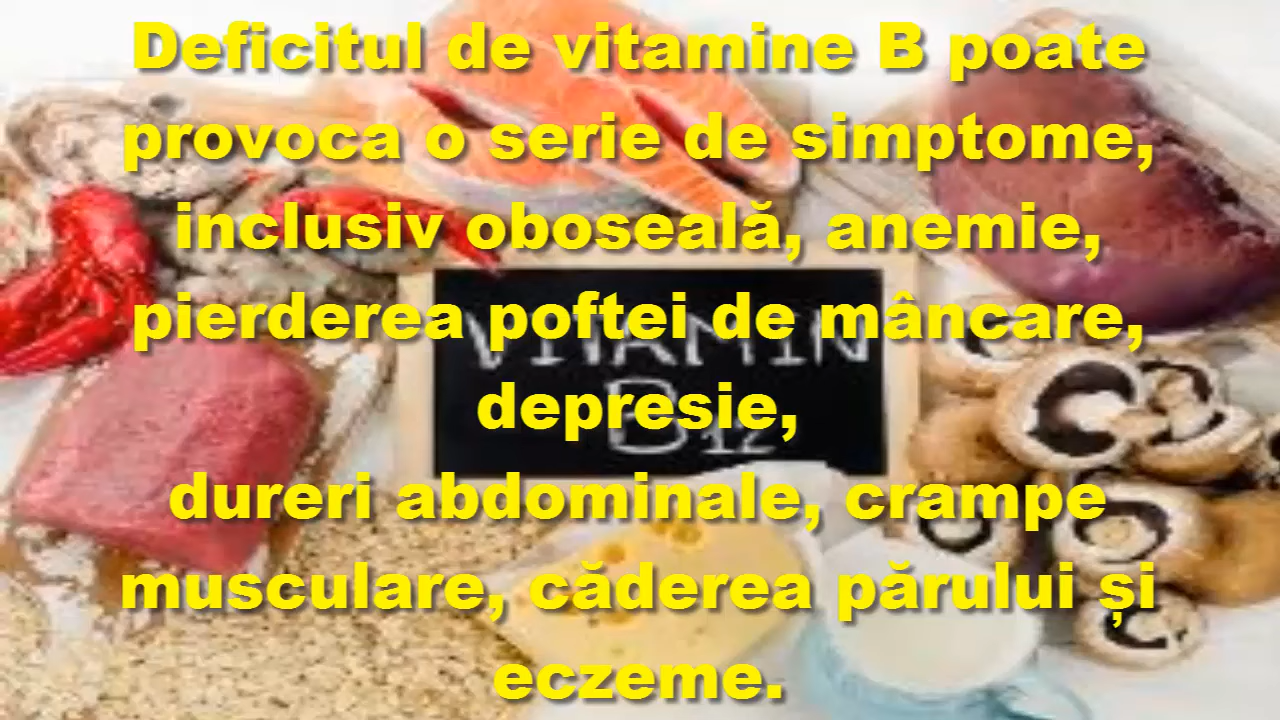 Deficitul de vitamine B poate
provoca o serie de simptome,
inclusiv oboseală, anemie,
pierderea poftei de mâncare,
depresie,
dureri abdominale, crampe
musculare, căderea părului și
eczeme.
VITAMIN
B12